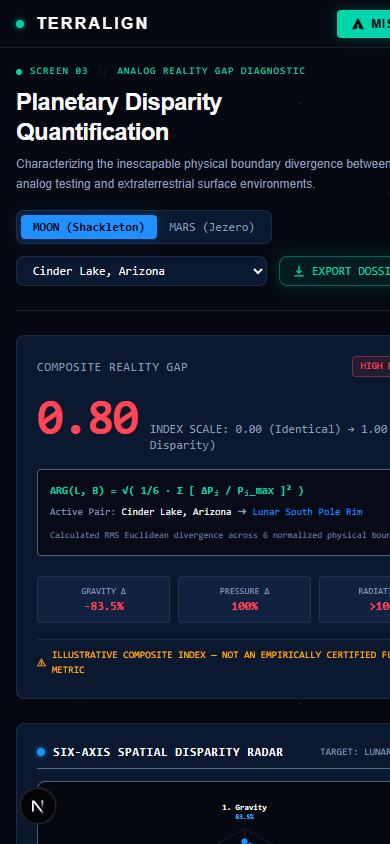 TERRALIGN
MIS
SCREEN 03 // ANALOG REALITY GAP DIAGNOSTIC
Planetary Disparity
Quantification
Characterizing the inescapable physical boundary divergence between
analog testing and extraterrestrial surface environments.
MOON (Shackleton) MARS (Jezero)
Cinder Lake, Arizona EXPORT DOSSI
COMPOSITE REALITY GAP HIGH
0.80 INDEX SCALE: 0.00 (Identical) → 1.00
Disparity)
ARG(L, B) = √( 1/6 · Σ [ ΔPᵢ / Pᵢ_max ]² )
Active Pair: Cinder Lake, Arizona → Lunar South Pole Rim
Calculated RMS Euclidean divergence across 6 normalized physical boun
GRAVITY Δ PRESSURE Δ RADIATI
-83.5% 100% >10
ILLUSTRATIVE COMPOSITE INDEX — NOT AN EMPIRICALLY CERTIFIED FL
METRIC
SIX-AXIS SPATIAL DISPARITY RADAR TARGET: LUNAR
1. Gravity
83.5%
N